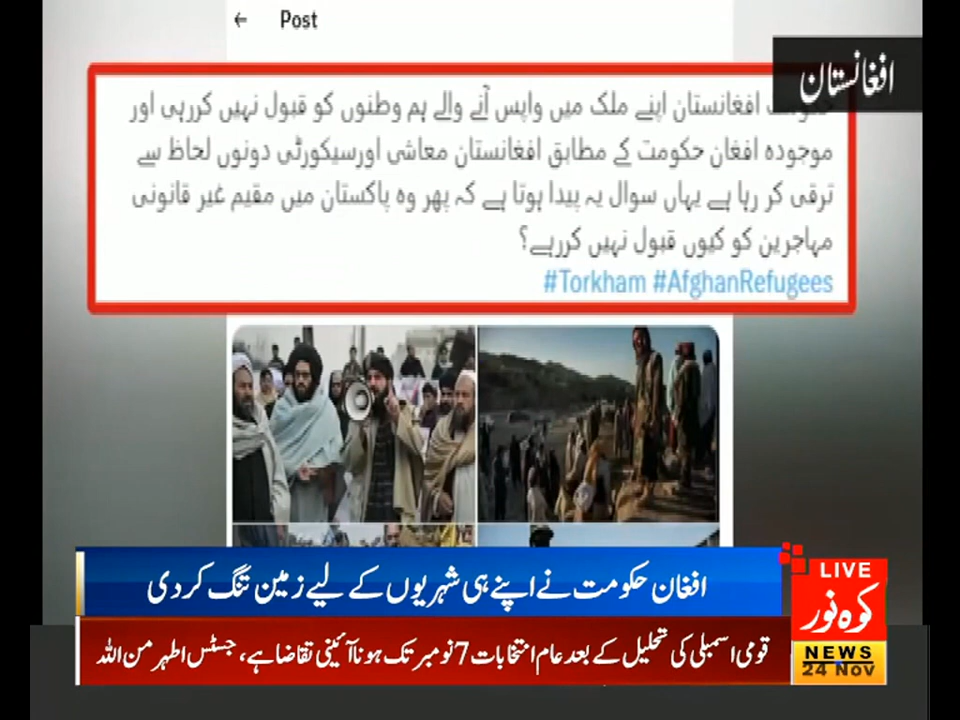 ← Post
افغانستان
حکومت افغانستان اپنے ملک میں واپس آنے والے ہم وطنوں کو قبول نہیں کررہی اور
موجودہ افغان حکومت کے مطابق افغانستان معاشی اورسیکورٹی دونوں لحاظ سے
ترقی کر رہا ہے یہاں سوال یہ پیدا ہوتا ہے کہ پھر وہ پاکستان میں مقیم غیر قانونی
مہاجرین کو کیوں قبول نہیں کررہے؟
#Torkham #AfghanRefugees
افغان حکومت نے اپنے ہی شہریوں کے لیے زمین تنگ کردی
LIVE
کوہ نور
NEWS
24 NOV
قومی اسمبلی کی تحلیل کے بعد عام انتخابات 7 نومبر تک ہونا آئینی تقاضا ہے، جسٹس اطہر من اللہ